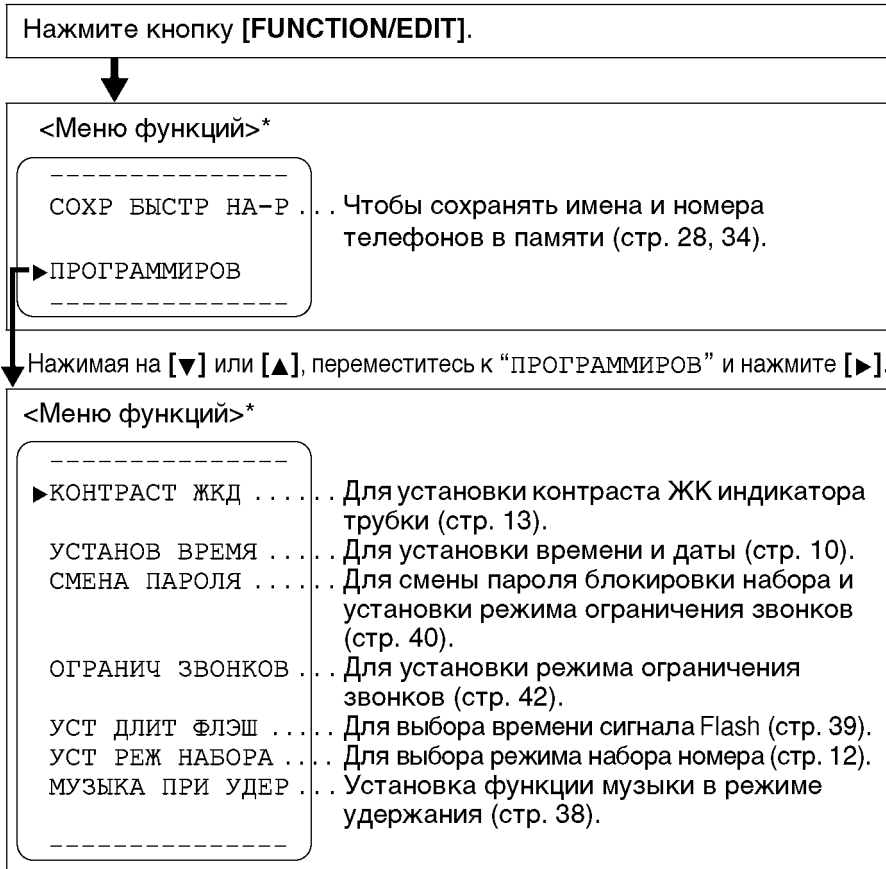 Нажмите кнопку [FUNCTION/EDIT].
<Меню функций>*
---------------
СОХР БЫСТР НА-Р... Чтобы сохранять имена и номера
телефонов в памяти (стр. 28, 34).
▶ПРОГРАММИРОВ
---------------
Нажимая на [▼] или [▲], переместитесь к “ПРОГРАММИРОВ” и нажмите [▶].
<Меню функций>*
---------------
▶КОНТРАСТ ЖКД ...... Для установки контраста ЖК индикатора
трубки (стр. 13).
УСТАНОВ ВРЕМЯ ..... Для установки времени и даты (стр. 10).
СМЕНА ПАРОЛЯ ...... Для смены пароля блокировки набора и
установки режима ограничения звонков
(стр. 40).
ОГРАНИЧ ЗВОНКОВ ... Для установки режима ограничения
звонков (стр. 42).
УСТ ДЛИТ ФЛЭШ ..... Для выбора времени сигнала Flash (стр. 39).
УСТ РЕЖ НАБОРА .... Для выбора режима набора номера (стр. 12).
МУЗЫКА ПРИ УДЕР ... Установка функции музыки в режиме
удержания (стр. 38).
---------------